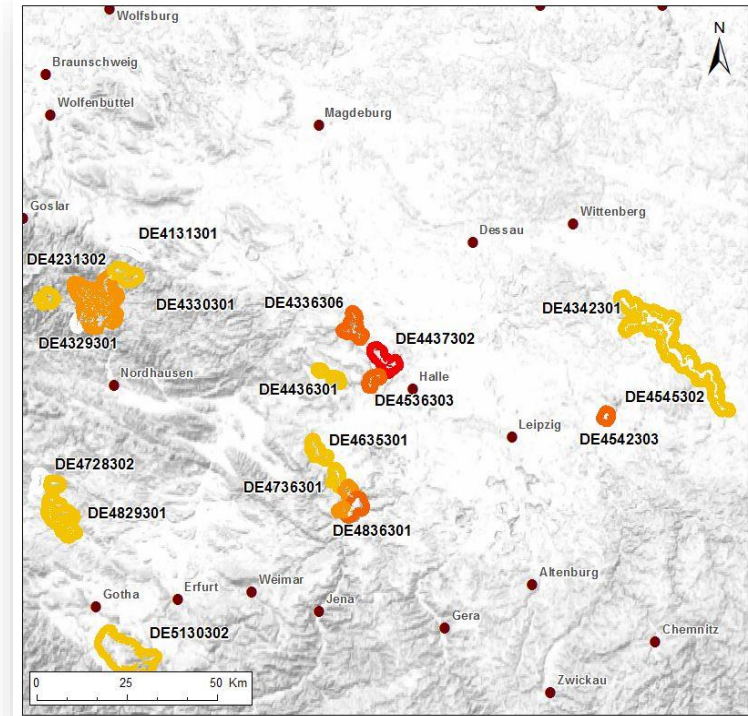 Wolfsburg
N
Braunschweig
Wolfenbüttel
Magdeburg
Goslar
Wittenberg
DE4131301
Dessau
DE4231302
DE4330301
DE4336306
DE4342301
DE4329301
DE4437302
Nordhausen
DE4436301
Halle
DE4536303
DE4545302
Leipzig
DE4542303
DE4635301
DE4728302
DE4736301
DE4829301
DE4836301
Altenburg
Gotha
Erfurt
Weimar
Jena
Gera
DE5130302
Chemnitz
0 25 50 Km
Zwickau